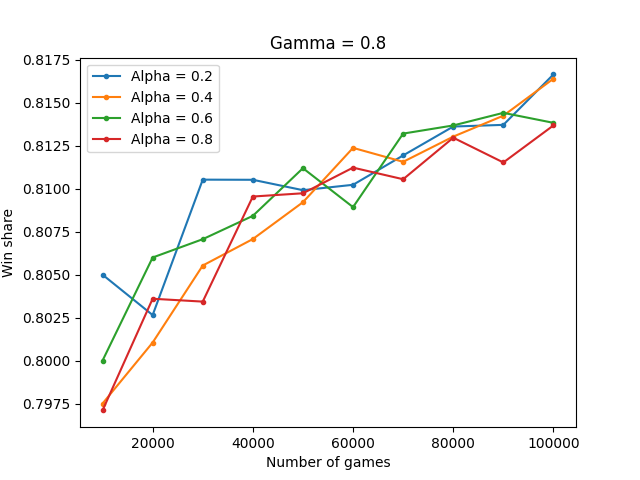 Gamma = 0.8
0.8175
0.8150
0.8125
0.8100
0.8075
0.8050
0.8025
0.8000
0.7975
Win share
Alpha = 0.2
Alpha = 0.4
Alpha = 0.6
Alpha = 0.8
20000 40000 60000 80000 100000
Number of games